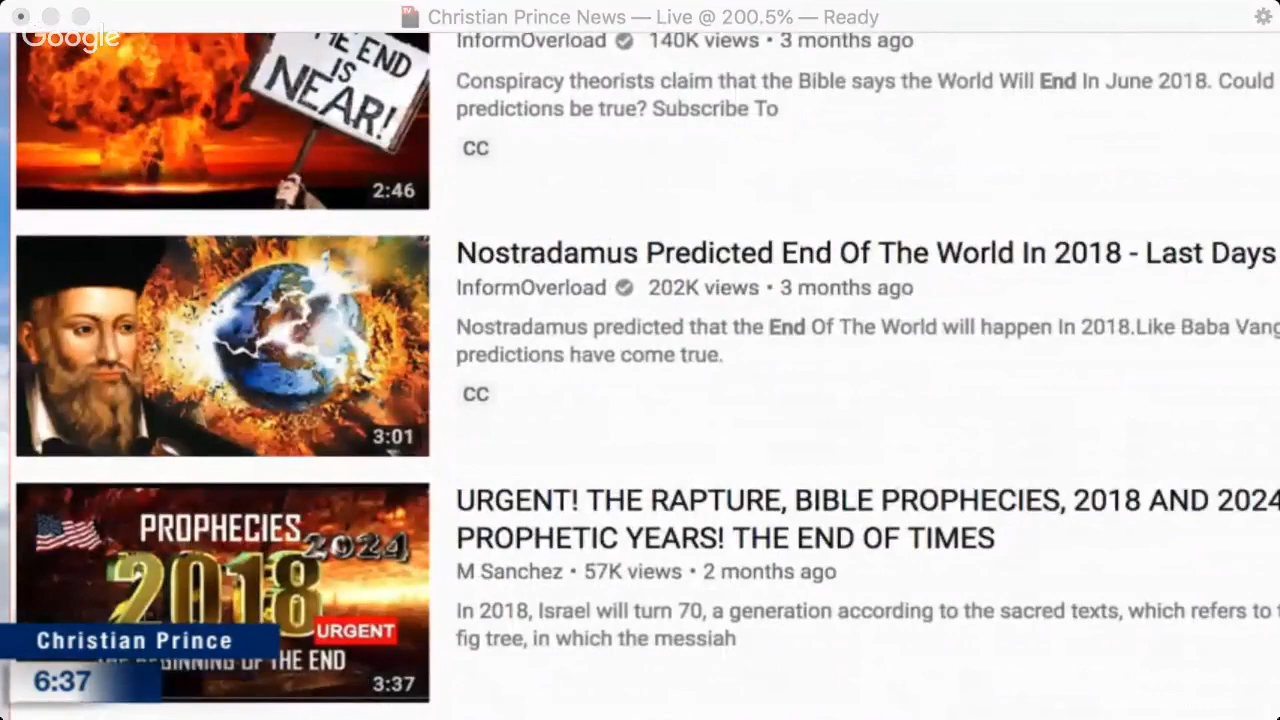 Christian Prince News — Live @ 200.5% — Ready
Google
THE END
IS
NEAR!
2:46
InformOverload 140K views • 3 months ago
Conspiracy theorists claim that the Bible says the World Will End In June 2018. Could
predictions be true? Subscribe To
CC
3:01
Nostradamus Predicted End Of The World In 2018 - Last Days
InformOverload 202K views • 3 months ago
Nostradamus predicted that the End Of The World will happen In 2018.Like Baba Vang
predictions have come true.
CC
PROPHECIES
2024
2018
URGENT
BEGINNING OF THE END
3:37
URGENT! THE RAPTURE, BIBLE PROPHECIES, 2018 AND 2024
PROPHETIC YEARS! THE END OF TIMES
M Sanchez • 57K views • 2 months ago
In 2018, Israel will turn 70, a generation according to the sacred texts, which refers to
fig tree, in which the messiah
Christian Prince
6:37